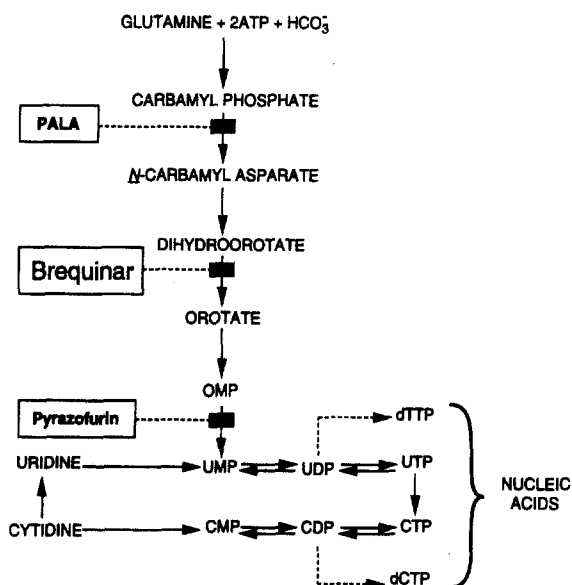 GLUTAMINE + 2ATP + HCO₃⁻
CARBAMYL PHOSPHATE
PALA
N-CARBAMYL ASPARATE
DIHYDROOROTATE
Brequinar
OROTATE
OMP
Pyrazofurin
dTTP
URIDINE UMP UDP UTP
NUCLEIC
ACIDS
CYTIDINE CMP CDP CTP
dCTP